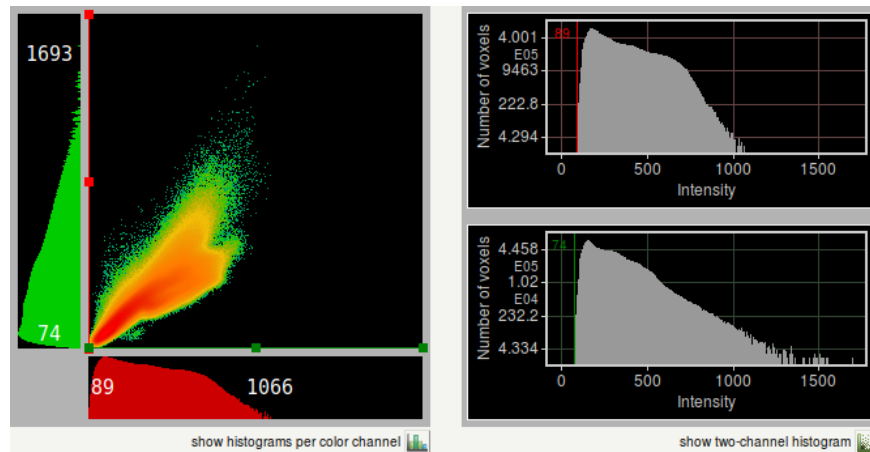 1693
74
89 1066
show histograms per color channel
Number of voxels
4.001
E05
9463
222.8
4.294
89
0 500 1000 1500
Intensity
Number of voxels
4.458
E05
1.02
E04
232.2
4.334
74
0 500 1000 1500
Intensity
show two-channel histogram